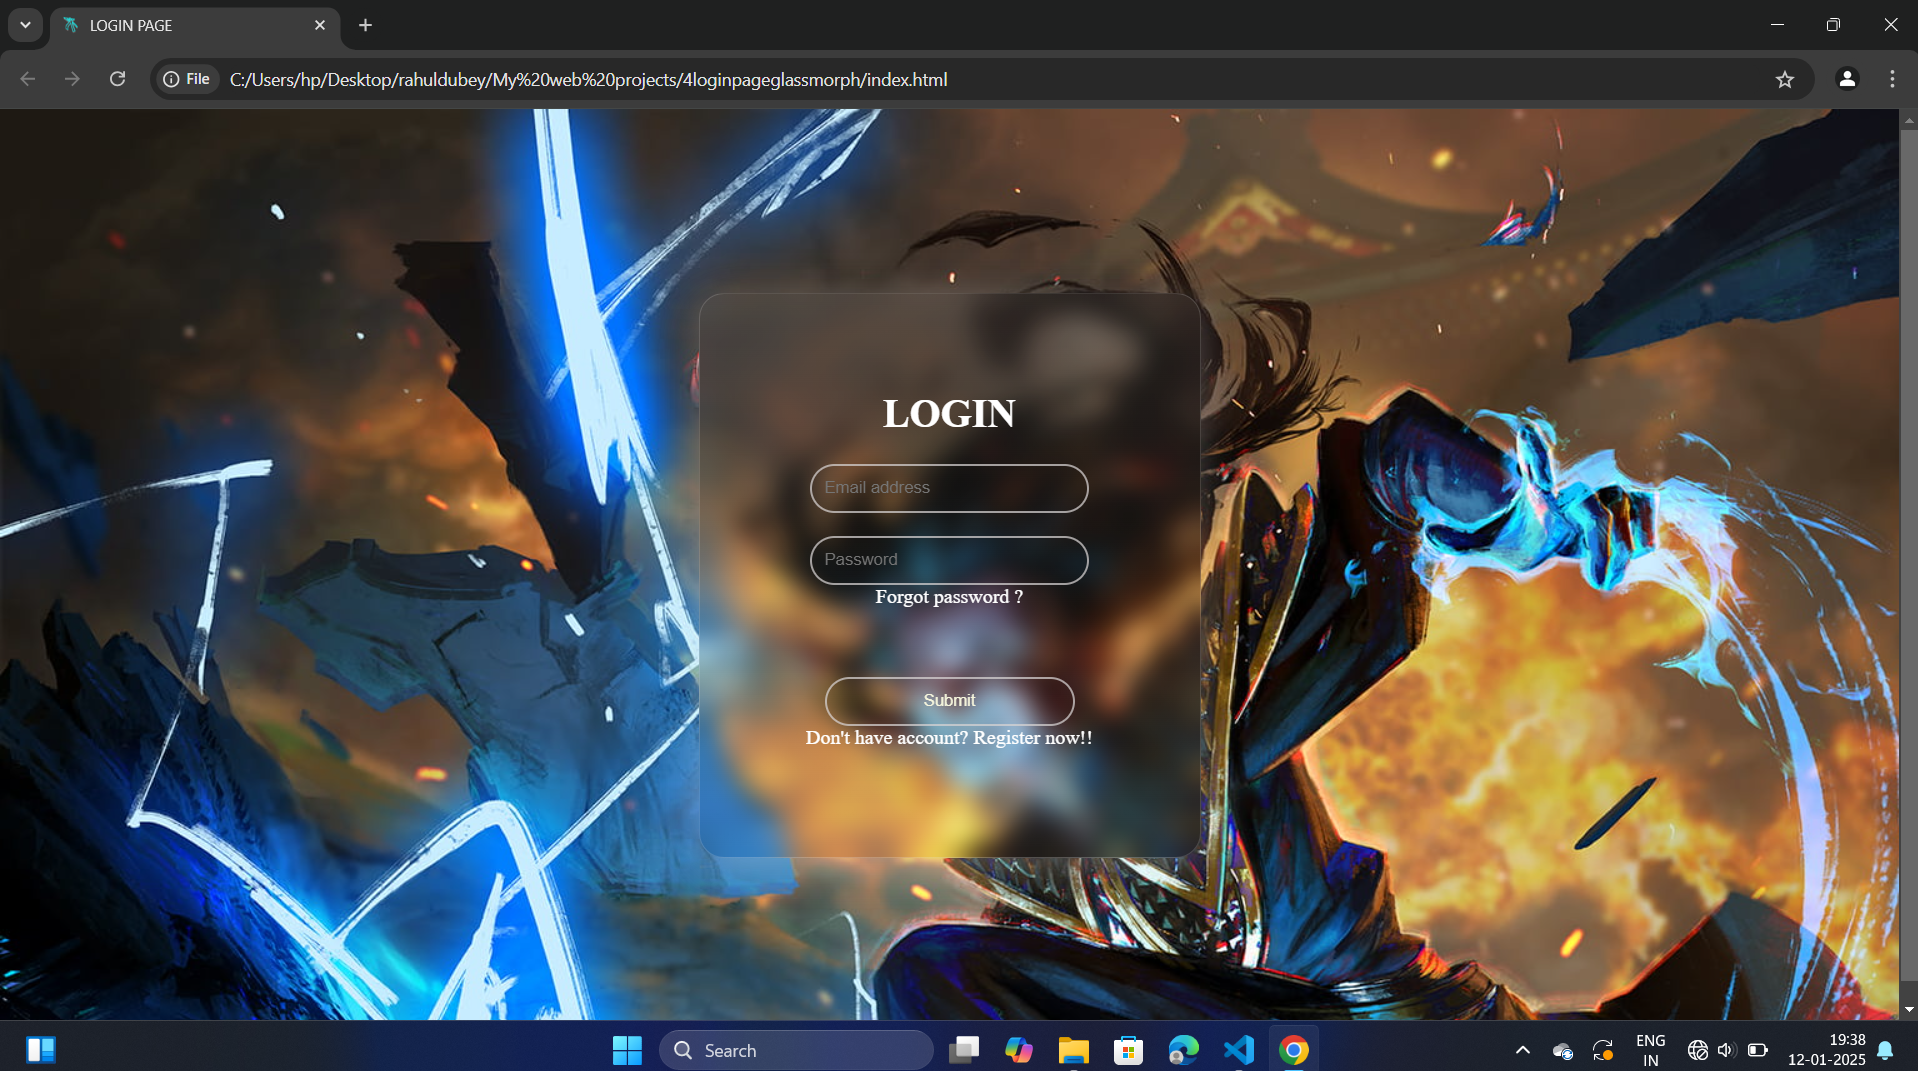 LOGIN PAGE
File
C:/Users/hp/Desktop/rahuldubey/My%20web%20projects/4loginpageglassmorph/index.html
LOGIN
Email address
Password
Forgot password ?
Submit
Don't have account? Register now!!
Search
ENG
IN
19:38
12-01-2025